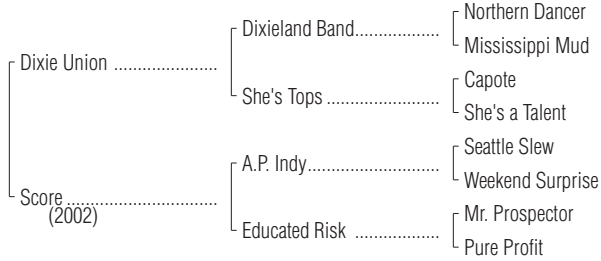 Northern Dancer
Dixieland Band..................
Mississippi Mud
Dixie Union ......................
Capote
She's Tops ........................
She's a Talent
Seattle Slew
A.P. Indy............................
Weekend Surprise
Score ................................
(2002)
Mr. Prospector
Educated Risk ..................
Pure Profit